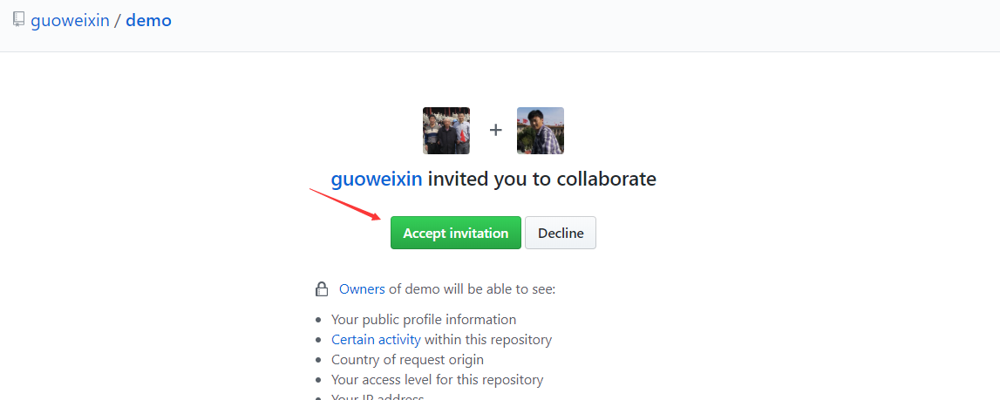 guoweixin / demo
+
guoweixin invited you to collaborate
Accept invitation Decline
Owners of demo will be able to see:
Your public profile information
Certain activity within this repository
Country of request origin
Your access level for this repository
Your IP address